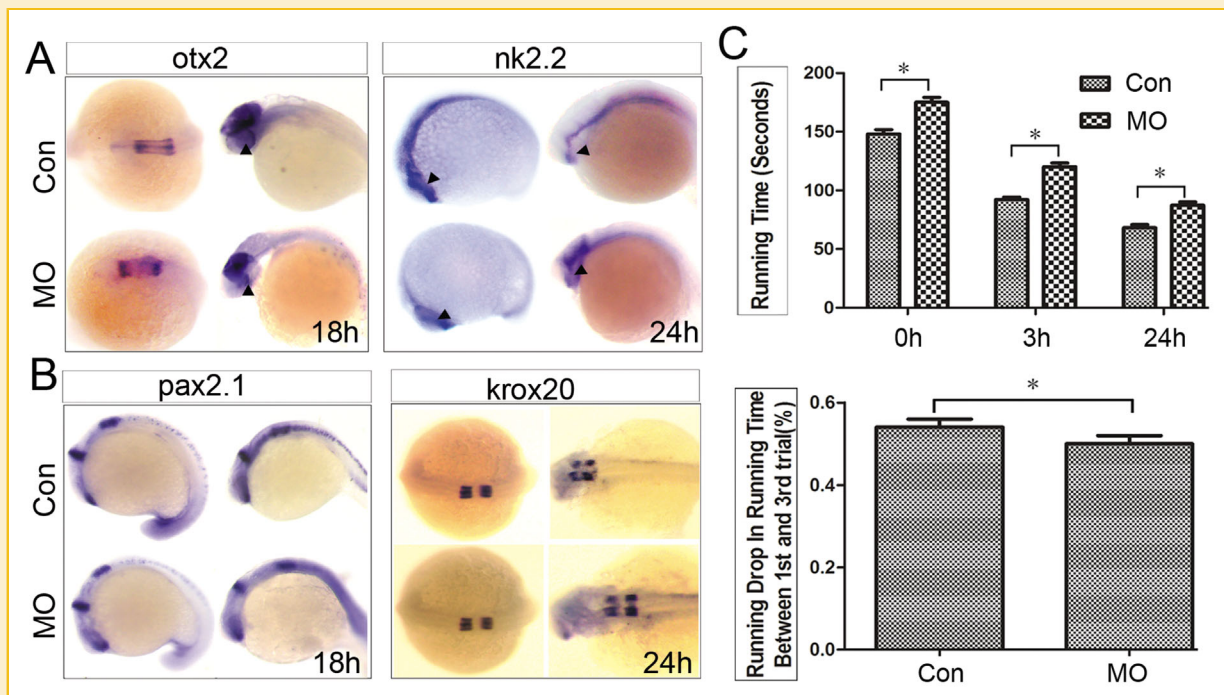 A
otx2
nk2.2
Con
MO
18h
24h
B
pax2.1
krox20
Con
MO
18h
24h
C
Running Time (Seconds)
200
150
100
50
0
*
*
*
Con
MO
0h
3h
24h
Running Drop In Running Time
Between 1st and 3rd trial(%)
0.6
0.4
0.2
0.0
*
Con
MO